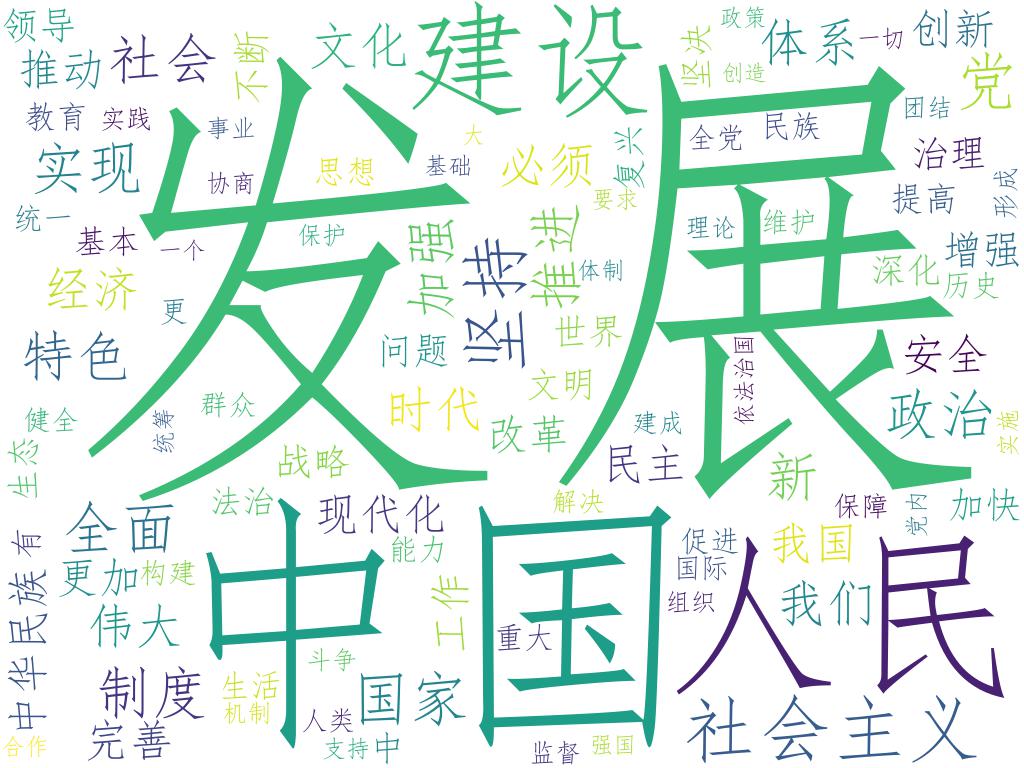 领导
推动
社会
不断
文化
建设
政策
坚决
创造
体系
一切
创新
党
教育
实践
事业
大
基础
必须
复兴
全党
民族
团结
治理
实现
协商
思想
提高
形成
统一
基本
一个
保护
加强
坚持
推进
要求
体制
理论
维护
增强
深化
历史
经济
更
发展
特色
问题
世界
依法治国
安全
文明
健全
统筹
群众
时代
改革
建成
民主
政治
实施
生态
战略
新
法治
现代化
解决
保障
党内
加快
全面
有
中国
能力
促进
我国
人民
更加
构建
国际
中华民族
伟大
工作
重大
组织
我们
制度
生活
机制
斗争
国家
人类
社会主义
完善
合作
支持
中
监督
强国